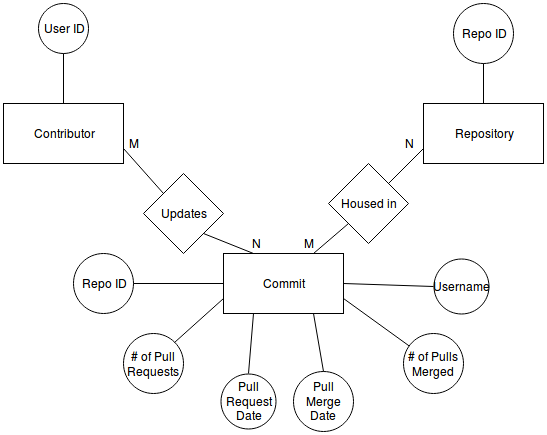 User ID
Repo ID
Contributor
Repository
M
N
Updates
Housed in
N
M
Repo ID
Commit
Username
# of Pull
Requests
# of Pulls
Merged
Pull
Request
Date
Pull
Merge
Date